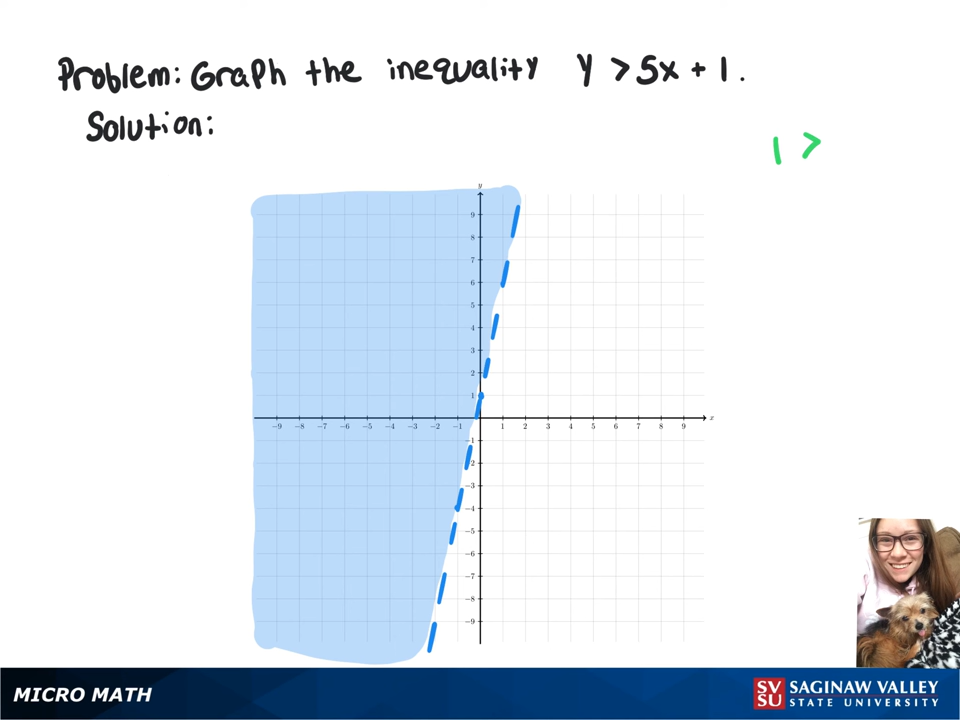 Problem: Graph the inequality y > 5x + 1.
Solution:
1 >
y
9
8
7
6
5
4
3
2
1
x
−9 −8 −7 −6 −5 −4 −3 −2 −1 1 2 3 4 5 6 7 8 9
−1
−2
−3
−4
−5
−6
−7
−8
−9
MICRO MATH
SV SU SAGINAW VALLEY
STATE UNIVERSITY